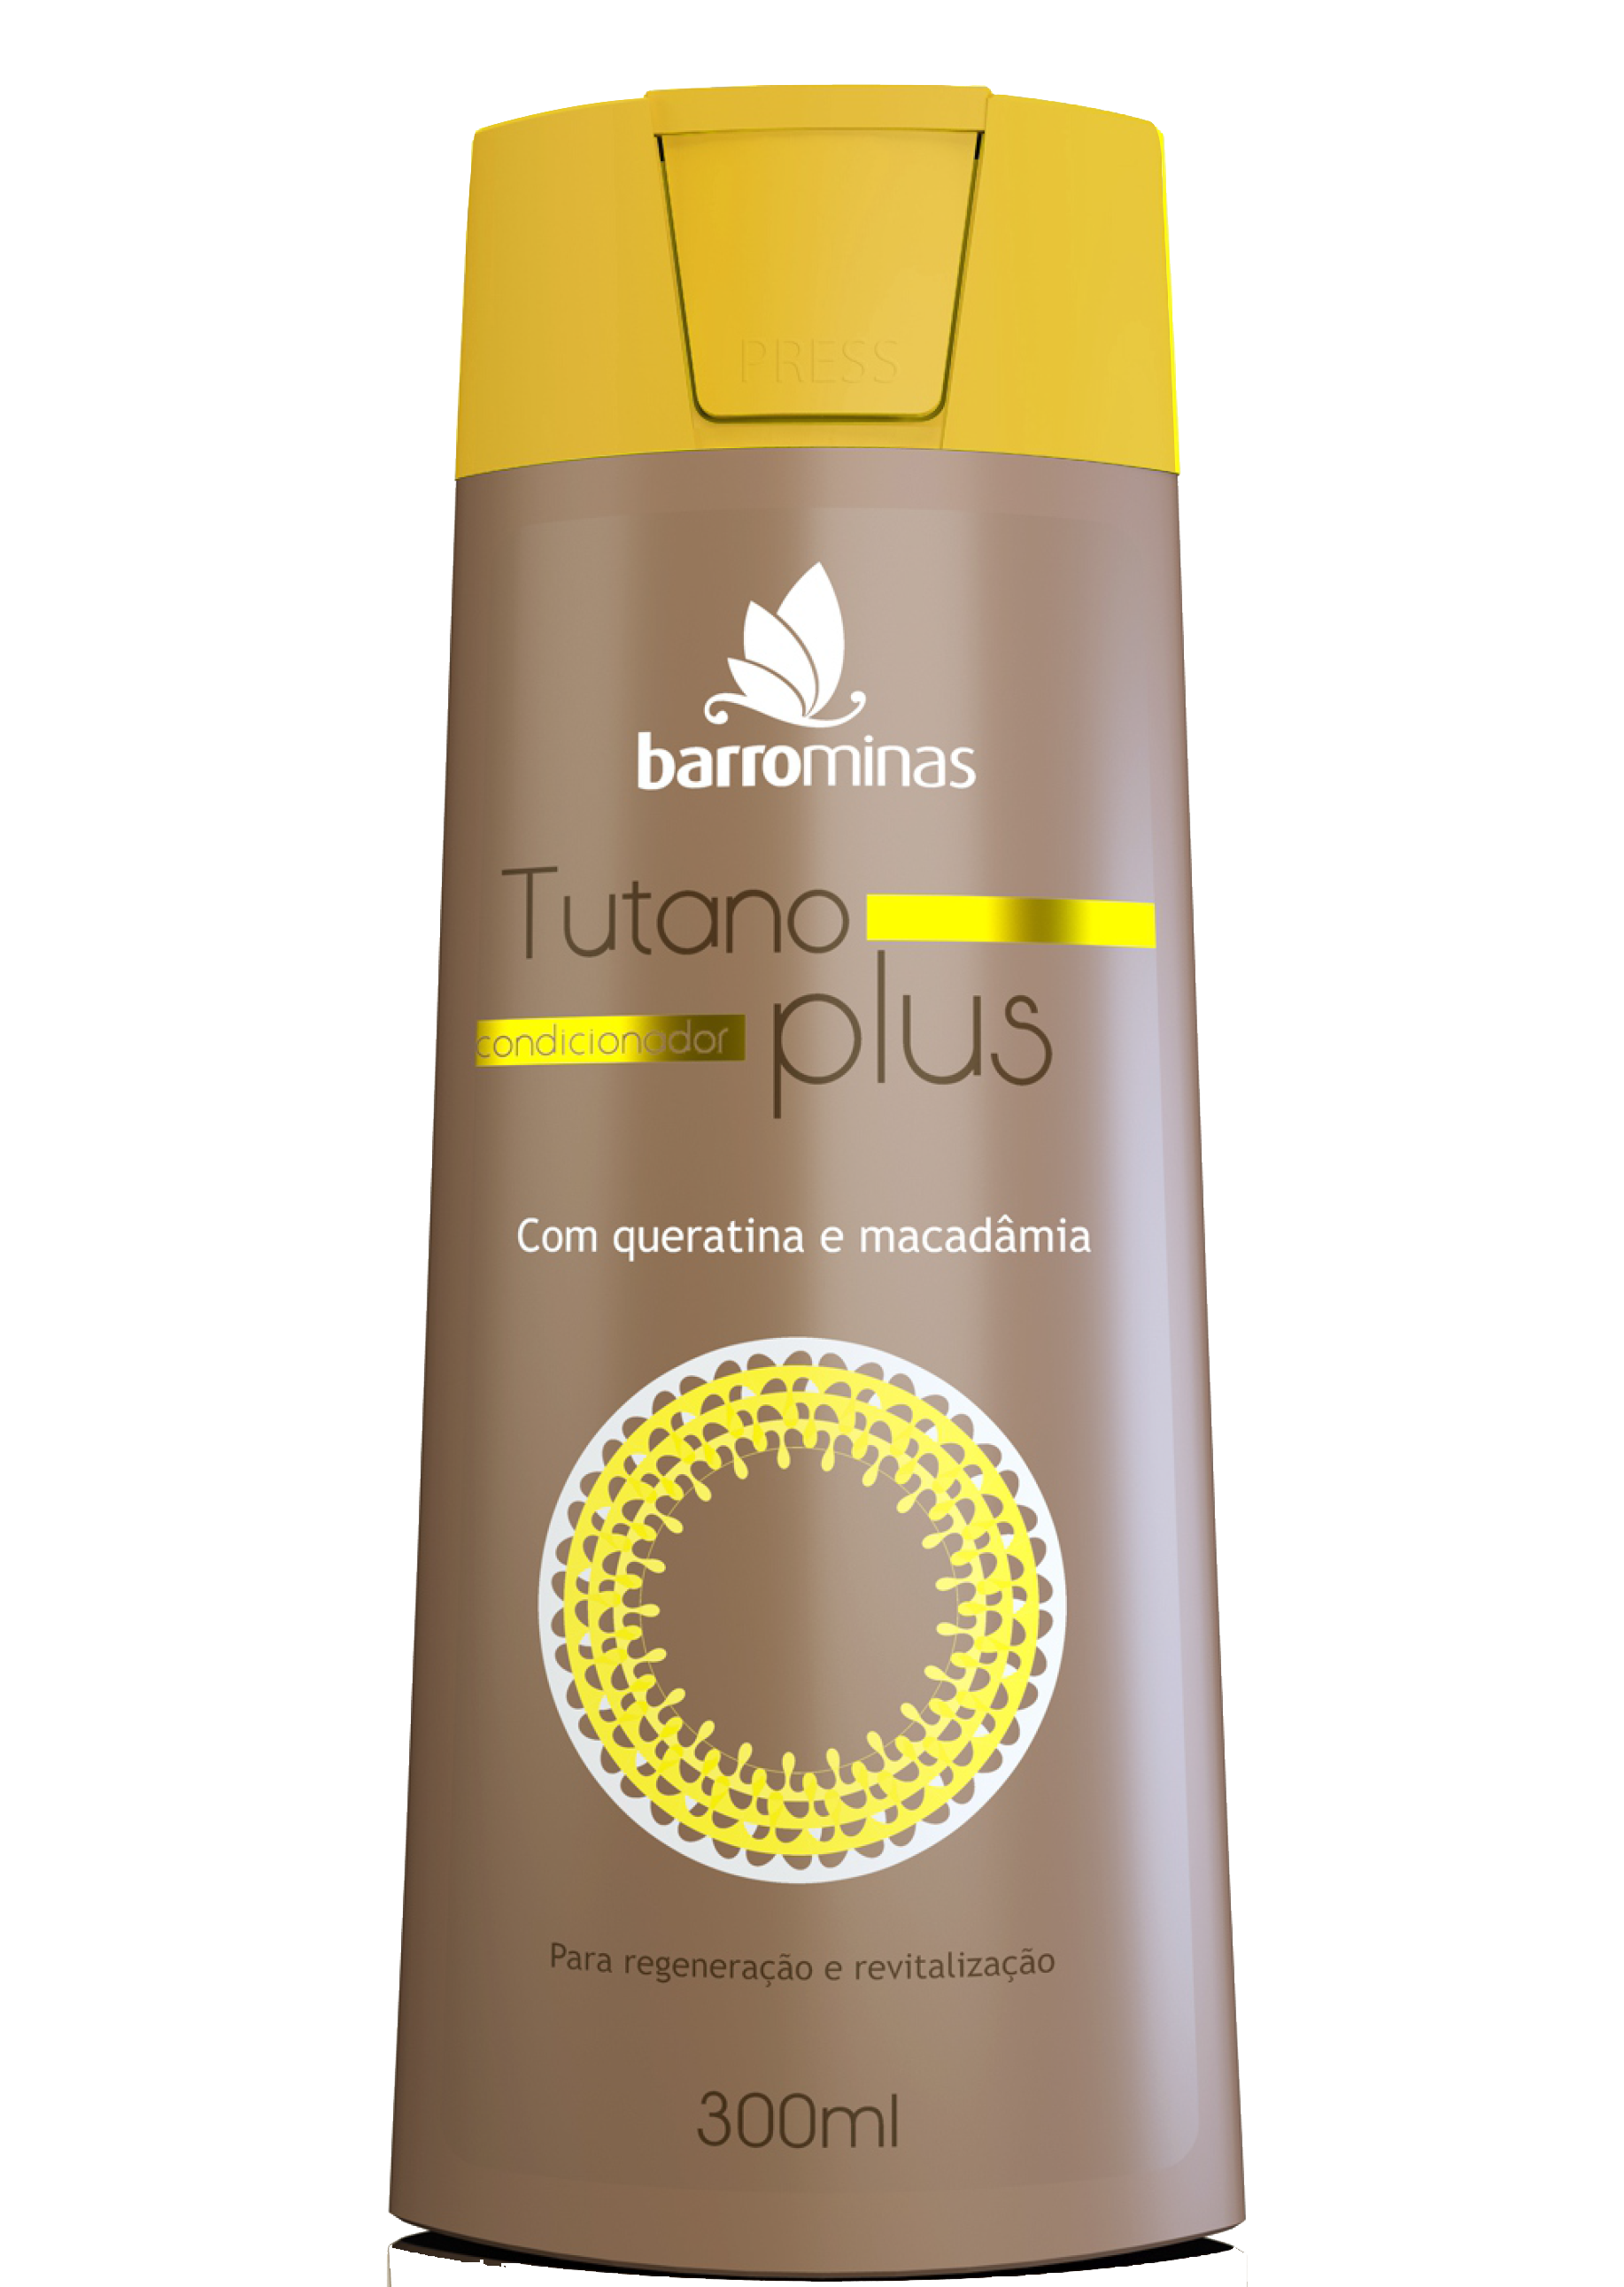 PRESS
barrominas
Tutano
condicionador
plus
Com queratina e macadâmia
Para regeneração e revitalização
300ml